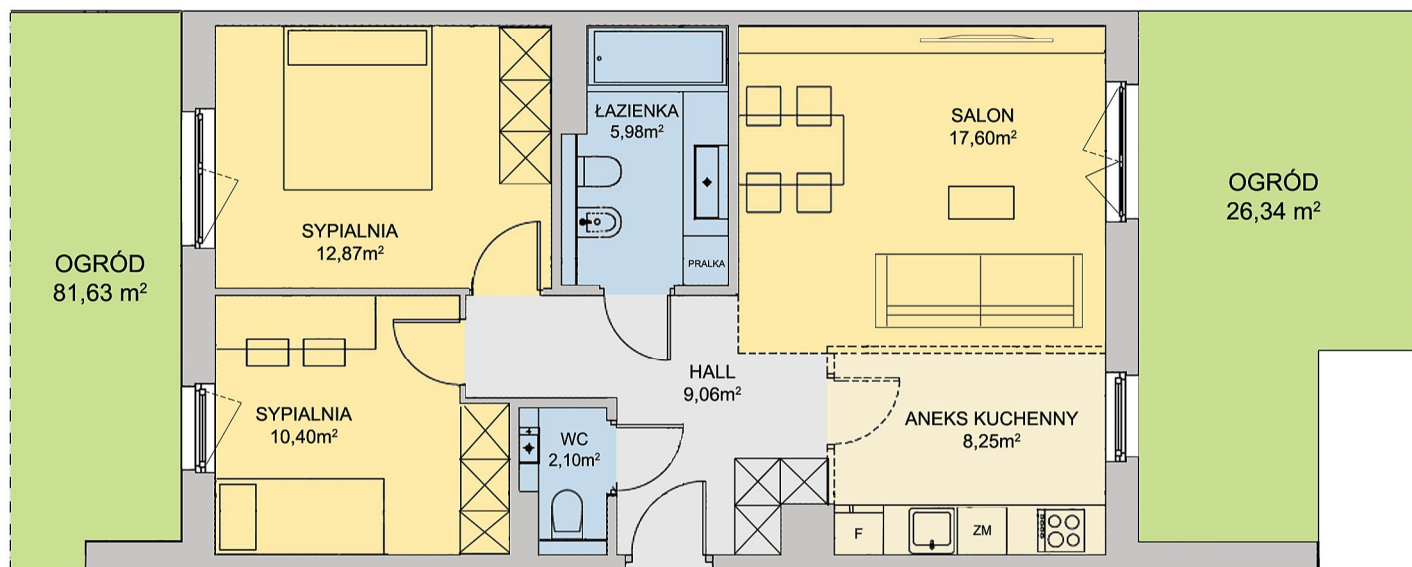 ŁAZIENKA
5,98m²
SALON
17,60m²
OGRÓD
26,34 m²
SYPIALNIA
12,87m²
OGRÓD
81,63 m²
PRALKA
HALL
9,06m²
SYPIALNIA
10,40m²
ANEKS KUCHENNY
8,25m²
WC
2,10m²
F
ZM